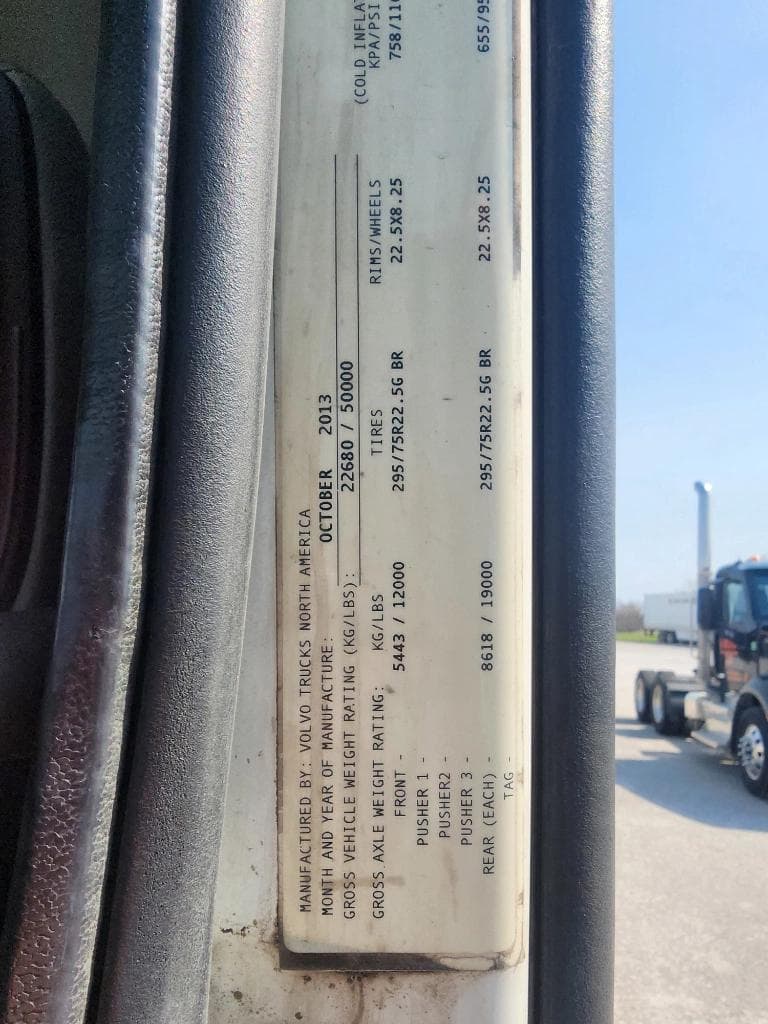 MANUFACTURED BY: VOLVO TRUCKS NORTH AMERICA
MONTH AND YEAR OF MANUFACTURE: OCTOBER 2013
GROSS VEHICLE WEIGHT RATING (KG/LBS): 22680 / 50000
(COLD INFLA
GROSS AXLE WEIGHT RATING: KG/LBS TIRES RIMS/WHEELS KPA/PSI
FRONT - 5443 / 12000 295/75R22.5G BR 22.5X8.25 758/110
PUSHER 1 -
PUSHER2 -
PUSHER 3 -
REAR (EACH) - 8618 / 19000 295/75R22.5G BR 22.5X8.25 655/95
TAG -